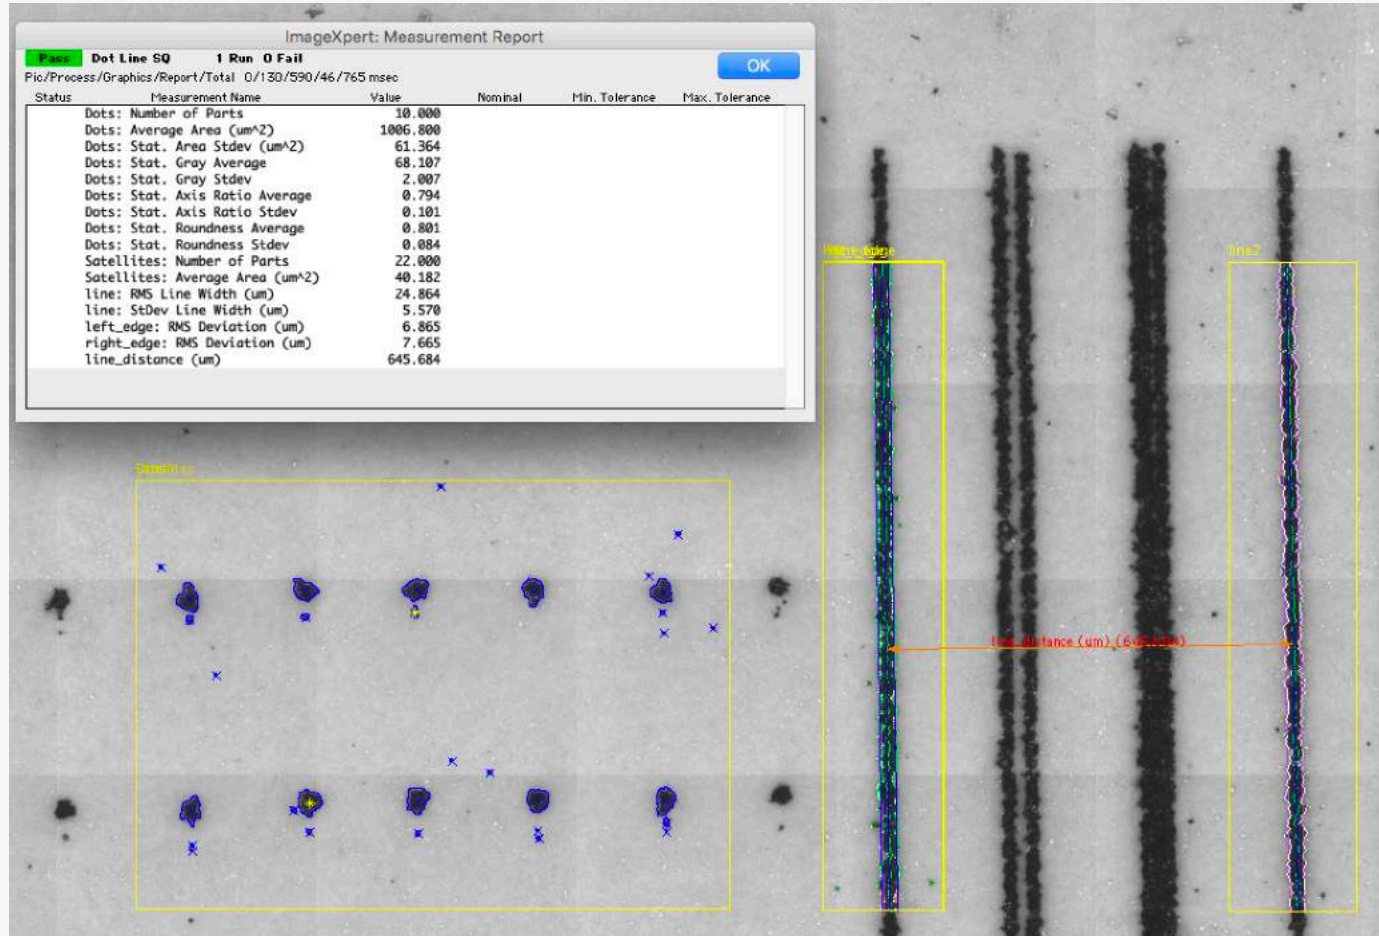 ImageXpert: Measurement Report
Pass Dot Line SQ 1 Run 0 Fail
OK
Pic/Process/Graphics/Report/Total 0/130/590/46/765 msec
Status Measurement Name Value Nominal Min. Tolerance Max. Tolerance
Dots: Number of Parts 10.000
Dots: Average Area (um^2) 1006.800
Dots: Stat. Area Stdev (um^2) 61.364
Dots: Stat. Gray Average 68.107
Dots: Stat. Gray Stdev 2.007
Dots: Stat. Axis Ratio Average 0.794
Dots: Stat. Axis Ratio Stdev 0.101
Dots: Stat. Roundness Average 0.801
Dots: Stat. Roundness Stdev 0.084
Satellites: Number of Parts 22.000
Satellites: Average Area (um^2) 40.182
line: RMS Line Width (um) 24.864
line: StDev Line Width (um) 5.570
left_edge: RMS Deviation (um) 6.865
right_edge: RMS Deviation (um) 7.665
line_distance (um) 645.684
line2
line_distance (um) (645.684)